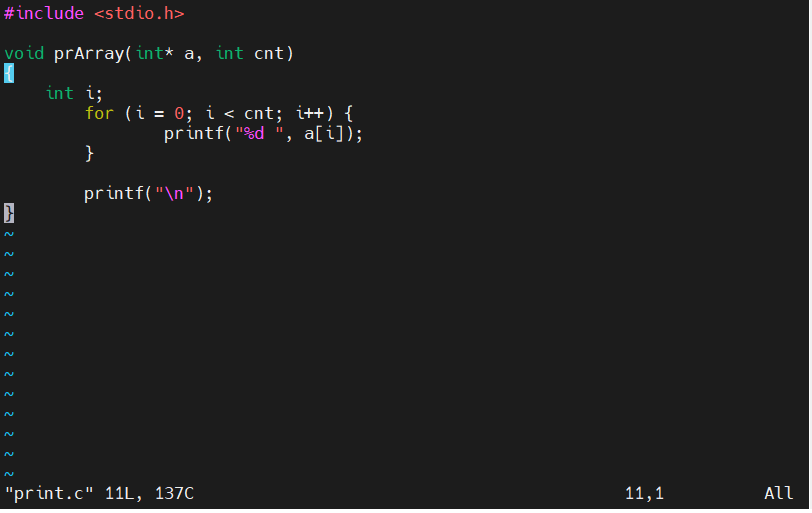 #include <stdio.h>

void prArray(int* a, int cnt)
{
    int i;
        for (i = 0; i < cnt; i++) {
                printf("%d ", a[i]);
        }

        printf("\n");
}
~
~
~
~
~
~
~
~
~
~
~
~
~
"print.c" 11L, 137C                                           11,1          All